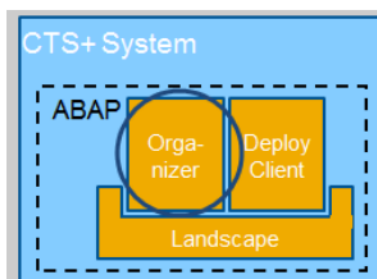 CTS+ System
ABAP
Orga-
nizer
Deploy
Client
Landscape